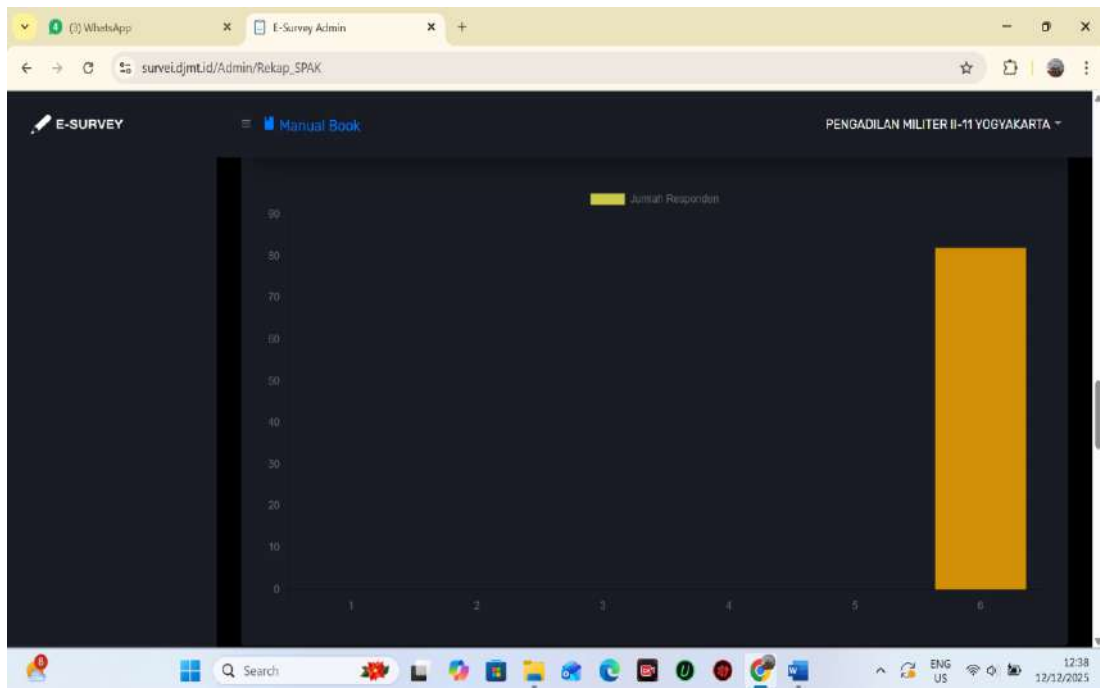 (3) WhatsApp
E-Survey Admin
survei.djmt.id/Admin/Rekap_SPAK
E-SURVEY
Manual Book
PENGADILAN MILITER II-11 YOGYAKARTA
Jumlah Responden
90
80
70
60
50
40
30
20
10
0
1 2 3 4 5 6
Search
ENG
US
12:38
12/12/2025